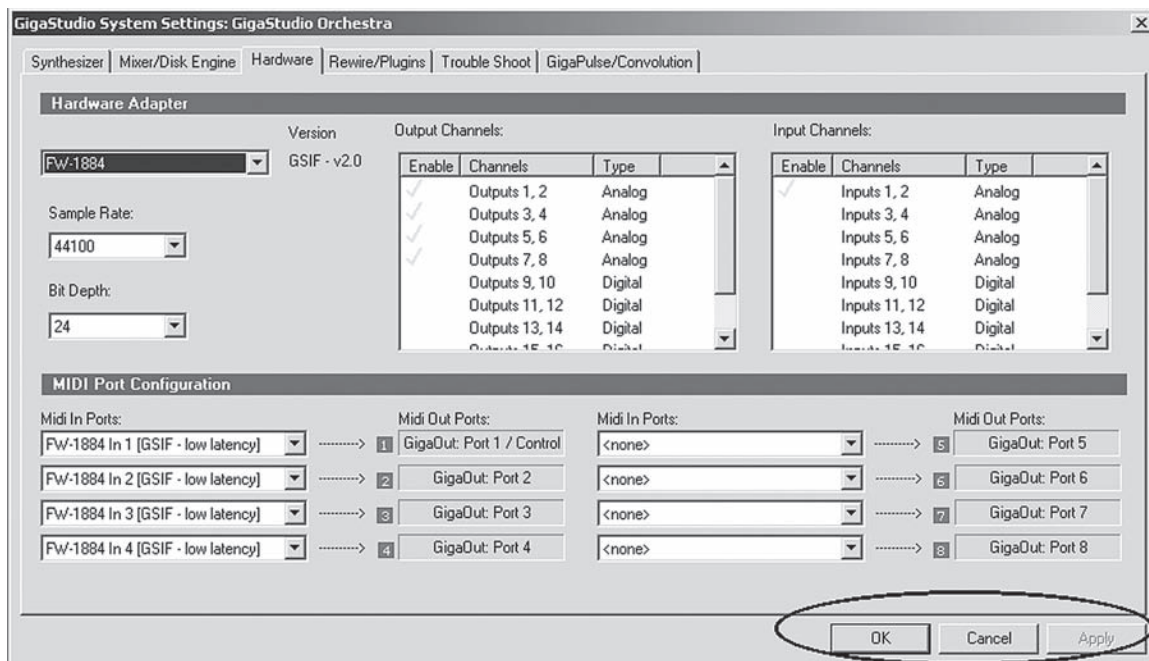 GigaStudio System Settings: GigaStudio Orchestra
Synthesizer Mixer/Disk Engine Hardware Rewire/Plugins Trouble Shoot GigaPulse/Convolution
Hardware Adapter
FW-1884
Version
GSIF - v2.0
Sample Rate:
44100
Bit Depth:
24
Output Channels:
Enable Channels Type
Outputs 1, 2 Analog
Outputs 3, 4 Analog
Outputs 5, 6 Analog
Outputs 7, 8 Analog
Outputs 9, 10 Digital
Outputs 11, 12 Digital
Outputs 13, 14 Digital
Outputs 15, 16 Digital
Input Channels:
Enable Channels Type
Inputs 1, 2 Analog
Inputs 3, 4 Analog
Inputs 5, 6 Analog
Inputs 7, 8 Analog
Inputs 9, 10 Digital
Inputs 11, 12 Digital
Inputs 13, 14 Digital
Inputs 15, 16 Digital
MIDI Port Configuration
Midi In Ports: Midi Out Ports: Midi In Ports: Midi Out Ports:
FW-1884 In 1 [GSIF - low latency] ---------> 1 GigaOut: Port 1 / Control <none> ---------> 5 GigaOut: Port 5
FW-1884 In 2 [GSIF - low latency] ---------> 2 GigaOut: Port 2 <none> ---------> 6 GigaOut: Port 6
FW-1884 In 3 [GSIF - low latency] ---------> 3 GigaOut: Port 3 <none> ---------> 7 GigaOut: Port 7
FW-1884 In 4 [GSIF - low latency] ---------> 4 GigaOut: Port 4 <none> ---------> 8 GigaOut: Port 8
OK Cancel Apply